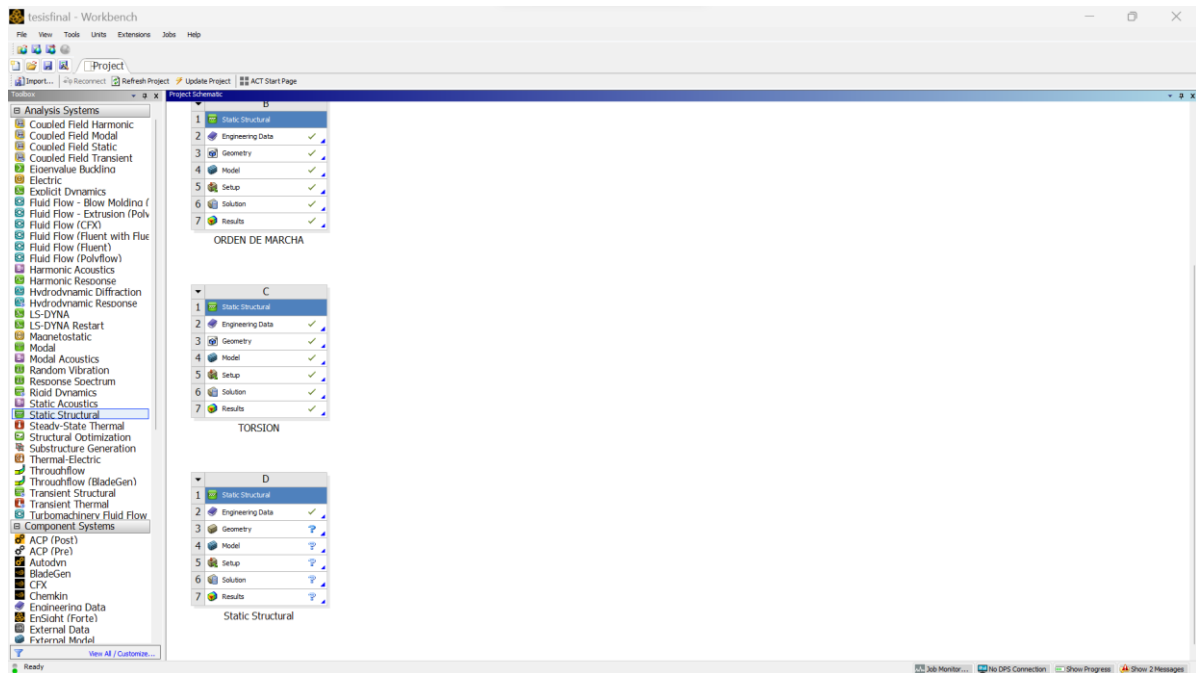 tesisfinal - Workbench
File View Tools Units Extensions Jobs Help
Project
Import... Reconnect Refresh Project Update Project ACT Start Page
Toolbox
Analysis Systems
Coupled Field Harmonic
Coupled Field Modal
Coupled Field Static
Coupled Field Transient
Eigenvalue Buckling
Electric
Explicit Dynamics
Fluid Flow - Blow Molding (
Fluid Flow - Extrusion (Polv
Fluid Flow (CFX)
Fluid Flow (Fluent with Flue
Fluid Flow (Fluent)
Fluid Flow (Polyflow)
Harmonic Acoustics
Harmonic Response
Hydrodynamic Diffraction
Hydrodynamic Response
LS-DYNA
LS-DYNA Restart
Magnetostatic
Modal
Modal Acoustics
Random Vibration
Response Spectrum
Rigid Dynamics
Static Acoustics
Static Structural
Steady-State Thermal
Structural Optimization
Substructure Generation
Thermal-Electric
Throughflow
Throughflow (BladeGen)
Transient Structural
Transient Thermal
Turbomachinery Fluid Flow
Component Systems
ACP (Post)
ACP (Pre)
Autodyn
BladeGen
CFX
Chemkin
Engineering Data
EnSight (Forte)
External Data
External Model
View All / Customize...
Project Schematic
B
1 Static Structural
2 Engineering Data
3 Geometry
4 Model
5 Setup
6 Solution
7 Results
ORDEN DE MARCHA
C
1 Static Structural
2 Engineering Data
3 Geometry
4 Model
5 Setup
6 Solution
7 Results
TORSION
D
1 Static Structural
2 Engineering Data
3 Geometry ?
4 Model ?
5 Setup ?
6 Solution ?
7 Results ?
Static Structural
Ready
Job Monitor... No DPS Connection Show Progress Show 2 Messages